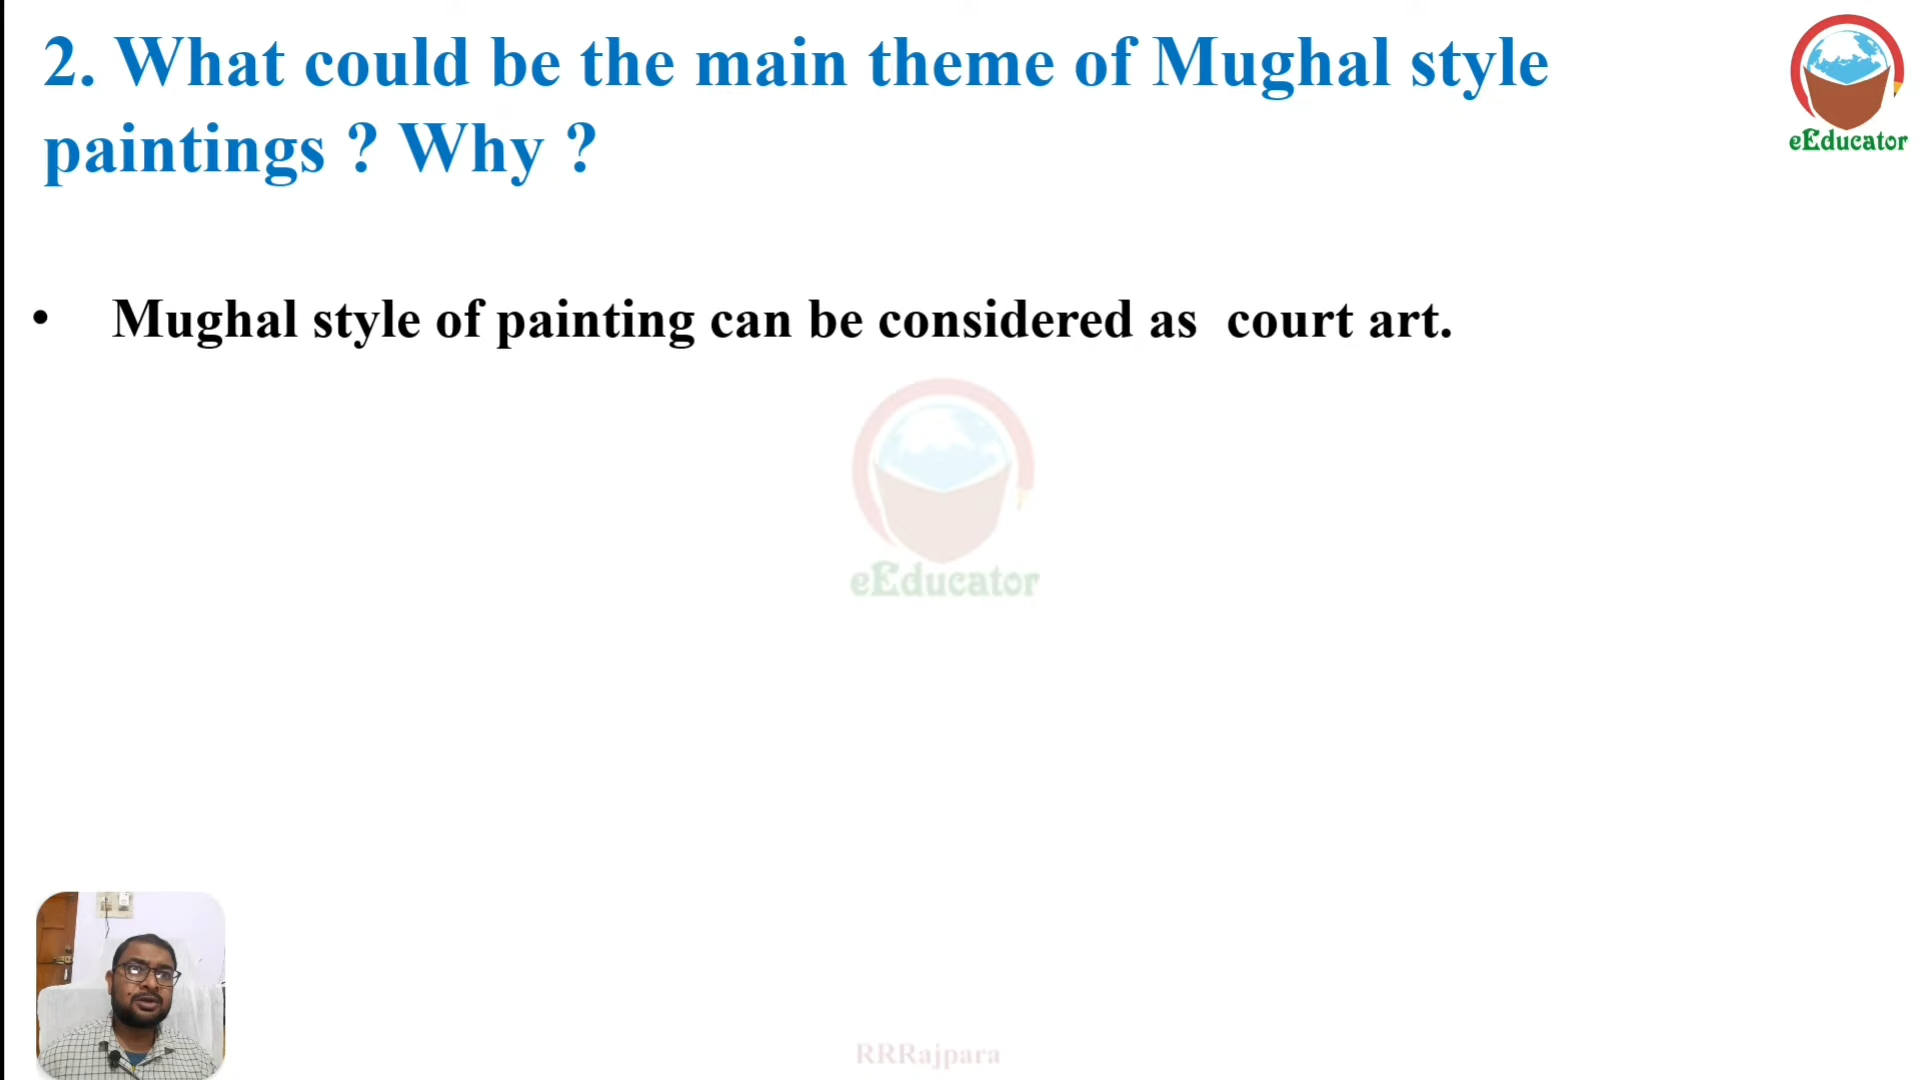 2. What could be the main theme of Mughal style
paintings ? Why ?
eEducator
• Mughal style of painting can be considered as  court art.
eEducator
RRRajpara